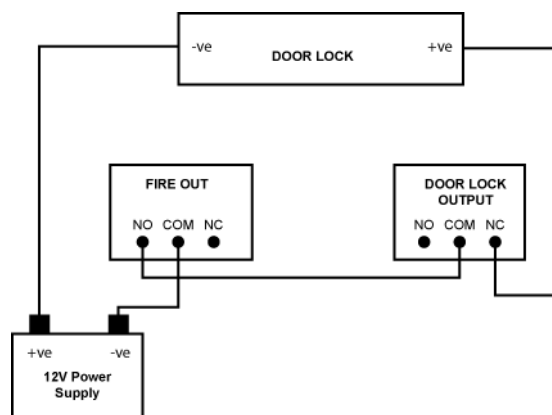 -ve DOOR LOCK +ve
FIRE OUT
NO COM NC
DOOR LOCK
OUTPUT
NO COM NC
+ve -ve
12V Power
Supply